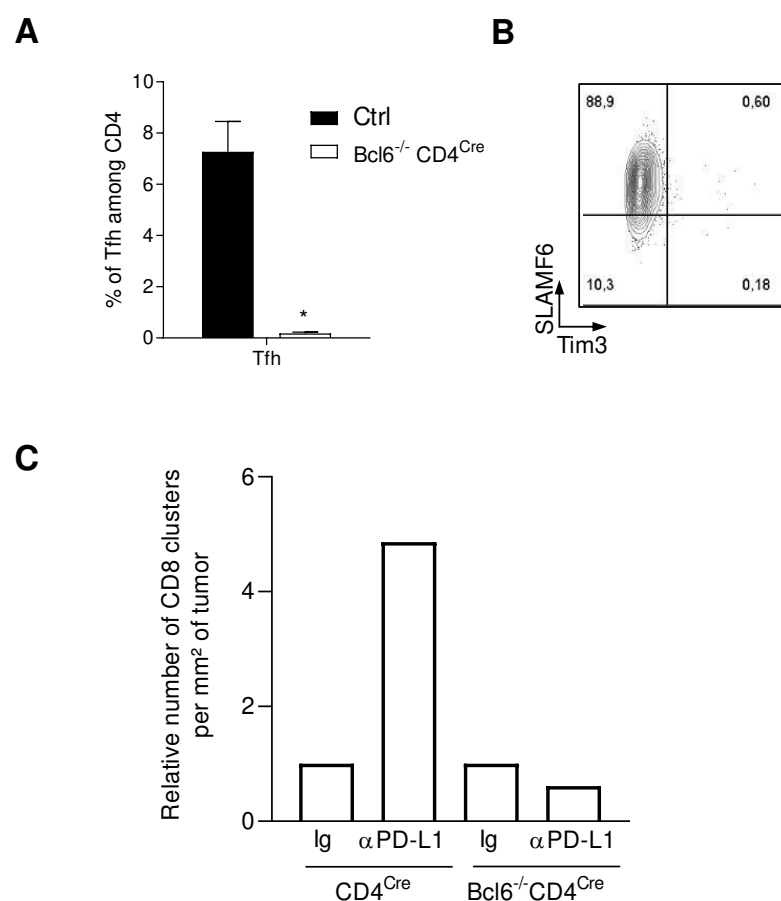 A
10
8
6
4
2
0
% of Tfh among CD4
Ctrl
Bcl6-/- CD4Cre
*
Tfh
B
88,9
0,60
10,3
0,18
SLAMF6
Tim3
C
6
4
2
0
Relative number of CD8 clusters
per mm² of tumor
Ig
αPD-L1
Ig
αPD-L1
CD4Cre
Bcl6-/-CD4Cre